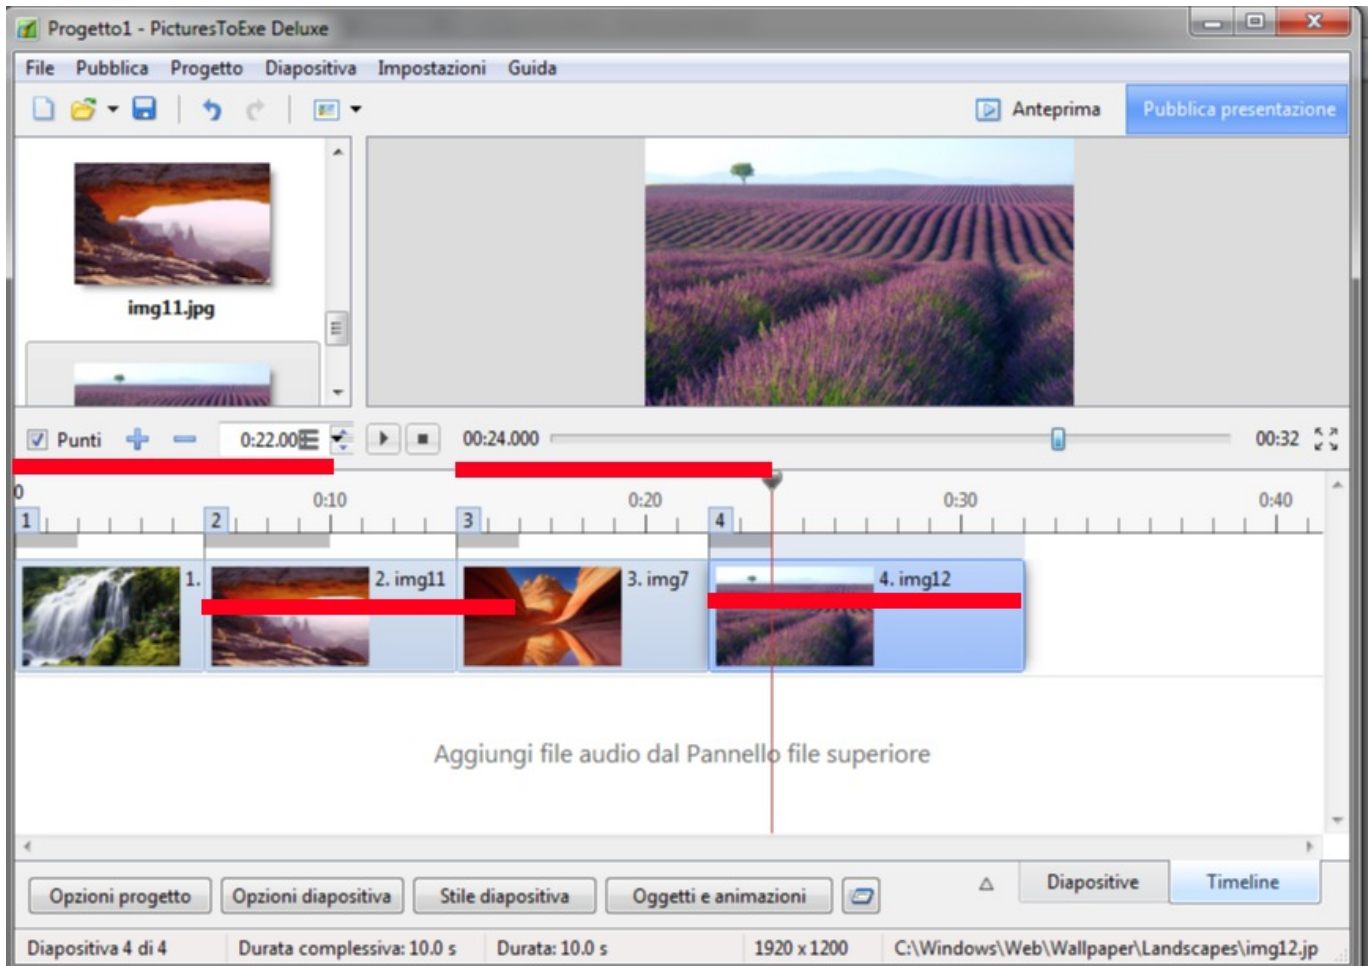 Progetto1 - PicturesToExe Deluxe
File Pubblica Progetto Diapositiva Impostazioni Guida
Anteprima Pubblica presentazione
img11.jpg
Punti 0:22.00 00:24.000 00:32
0 0:10 0:20 0:30 0:40
1 2 3 4
1. 2. img11 3. img7 4. img12
Aggiungi file audio dal Pannello file superiore
Opzioni progetto Opzioni diapositiva Stile diapositiva Oggetti e animazioni Diapositive Timeline
Diapositiva 4 di 4 Durata complessiva: 10.0 s Durata: 10.0 s 1920 x 1200 C:\Windows\Web\Wallpaper\Landscapes\img12.jp